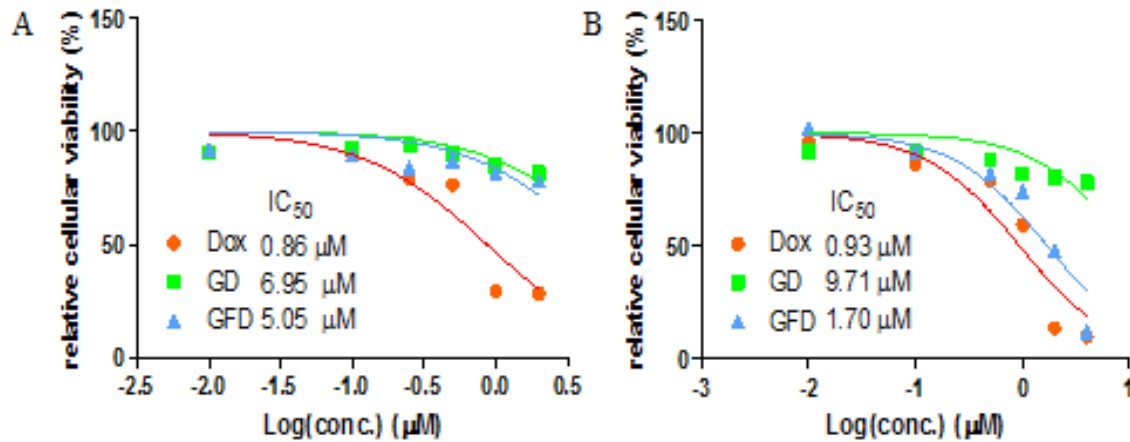 A
relative cellular viability (%)
150
100
50
0
IC50
Dox 0.86 µM
GD 6.95 µM
GFD 5.05 µM
-2.5 -2.0 -1.5 -1.0 -0.5 0.0 0.5
Log(conc.) (µM)
B
relative cellular viability (%)
150
100
50
0
IC50
Dox 0.93 µM
GD 9.71 µM
GFD 1.70 µM
-3 -2 -1 0 1
Log(conc.) (µM)